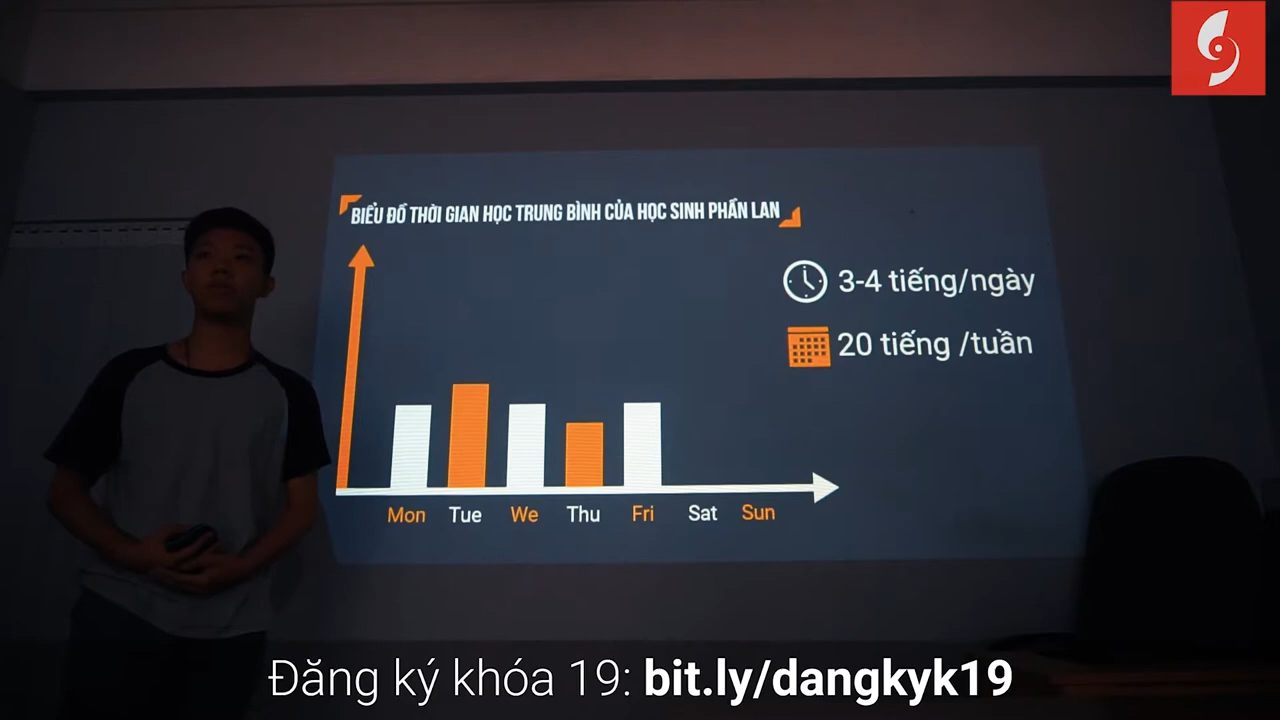 BIỂU ĐỒ THỜI GIAN HỌC TRUNG BÌNH CỦA HỌC SINH PHẦN LAN
3-4 tiếng/ngày
20 tiếng /tuần
Mon Tue We Thu Fri Sat Sun
Đăng ký khóa 19: bit.ly/dangkyk19